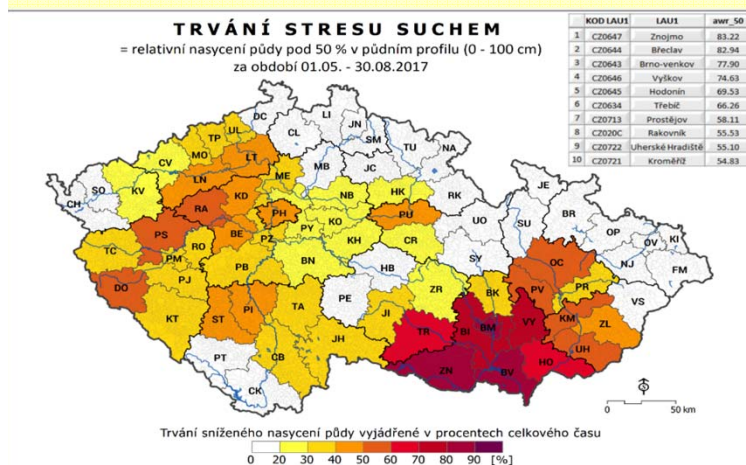 TRVÁNÍ STRESU SUCHEM
= relativní nasycení půdy pod 50 % v půdním profilu (0 - 100 cm)
za období 01.05. - 30.08.2017
KOD LAU1 LAU1 awr_50
1 CZ0647 Znojmo 83.22
2 CZ0644 Břeclav 82.94
3 CZ0643 Brno-venkov 77.90
4 CZ0646 Vyškov 74.63
5 CZ0645 Hodonín 69.53
6 CZ0634 Třebíč 66.26
7 CZ0713 Prostějov 58.11
8 CZ020C Rakovník 55.53
9 CZ0722 Uherské Hradiště 55.10
10 CZ0721 Kroměříž 54.83
DC LI
UL CL JN
TP SM
MO LT TU NA
CV ME MB JC
LN
SO KV KD NB HK RK JE
CH RA PH PU SU BR
PS BE PY KO UO OP
TC RO PZ KH CR OV KI
PM BN SY OC NJ FM
PJ PB HB
DO ZR BK PV PR VS
KT ST PI TA PE JI KM ZL
TR BI BM VY
CB JH UH
PT ZN BV HO
CK
0 50 km
Trvání sníženého nasycení půdy vyjádřené v procentech celkového času
0 20 30 40 50 60 70 80 90 [%]